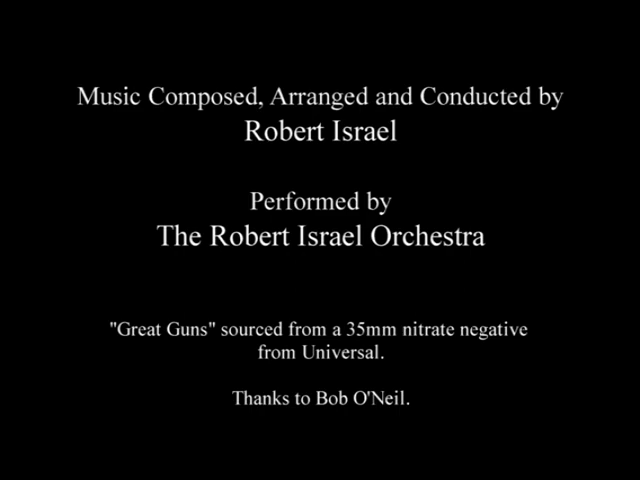 Music Composed, Arranged and Conducted by
Robert Israel
Performed by
The Robert Israel Orchestra
"Great Guns" sourced from a 35mm nitrate negative
from Universal.
Thanks to Bob O'Neil.